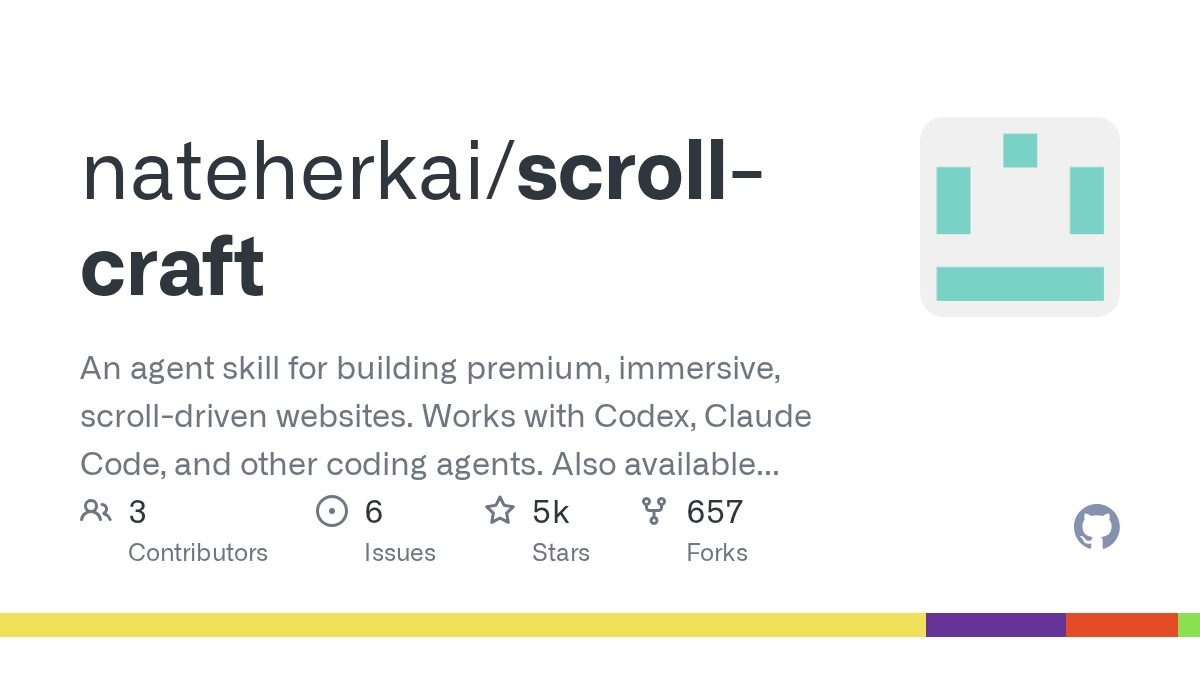 nateherkai/scroll-
craft
An agent skill for building premium, immersive,
scroll-driven websites. Works with Codex, Claude
Code, and other coding agents. Also available...
3 6 5k 657
Contributors Issues Stars Forks